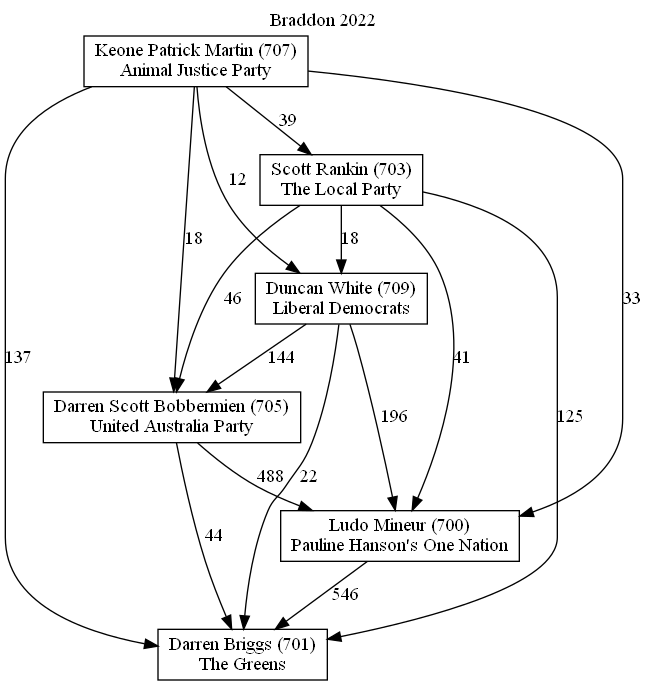 Braddon 2022
Keone Patrick Martin (707)
Animal Justice Party
39
Scott Rankin (703)
The Local Party
12
18
18
Duncan White (709)
Liberal Democrats
46
33
137
144
41
Darren Scott Bobbermien (705)
United Australia Party
196
125
488
22
Ludo Mineur (700)
Pauline Hanson's One Nation
44
546
Darren Briggs (701)
The Greens